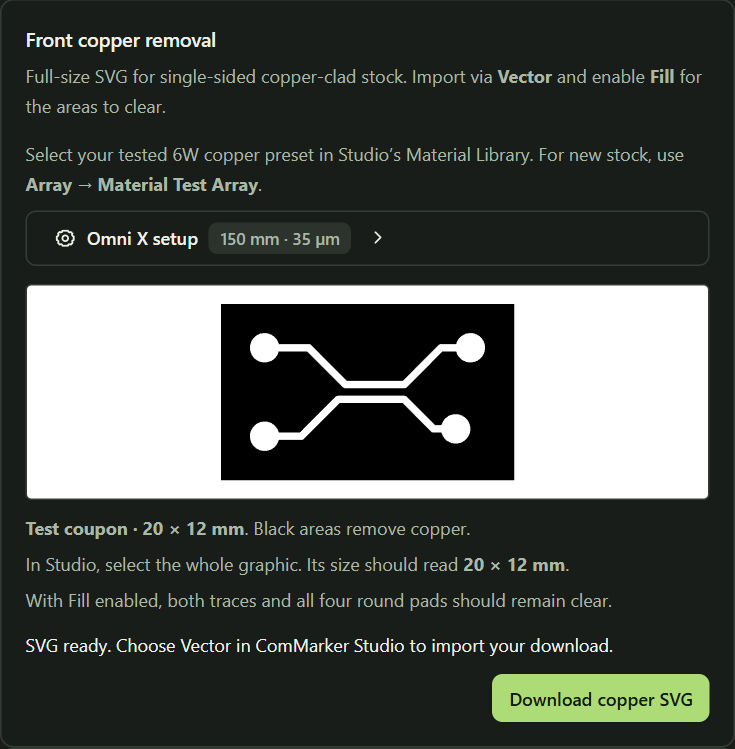 Front copper removal
Full-size SVG for single-sided copper-clad stock. Import via Vector and enable Fill for
the areas to clear.
Select your tested 6W copper preset in Studio's Material Library. For new stock, use
Array → Material Test Array.
Omni X setup 150 mm · 35 µm
Test coupon · 20 × 12 mm. Black areas remove copper.
In Studio, select the whole graphic. Its size should read 20 × 12 mm.
With Fill enabled, both traces and all four round pads should remain clear.
SVG ready. Choose Vector in ComMarker Studio to import your download.
Download copper SVG